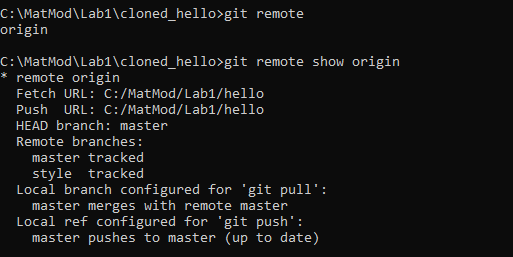 C:\MatMod\Lab1\cloned_hello>git remote
origin
C:\MatMod\Lab1\cloned_hello>git remote show origin
* remote origin
  Fetch URL: C:/MatMod/Lab1/hello
  Push  URL: C:/MatMod/Lab1/hello
  HEAD branch: master
  Remote branches:
    master tracked
    style  tracked
  Local branch configured for 'git pull':
    master merges with remote master
  Local ref configured for 'git push':
    master pushes to master (up to date)